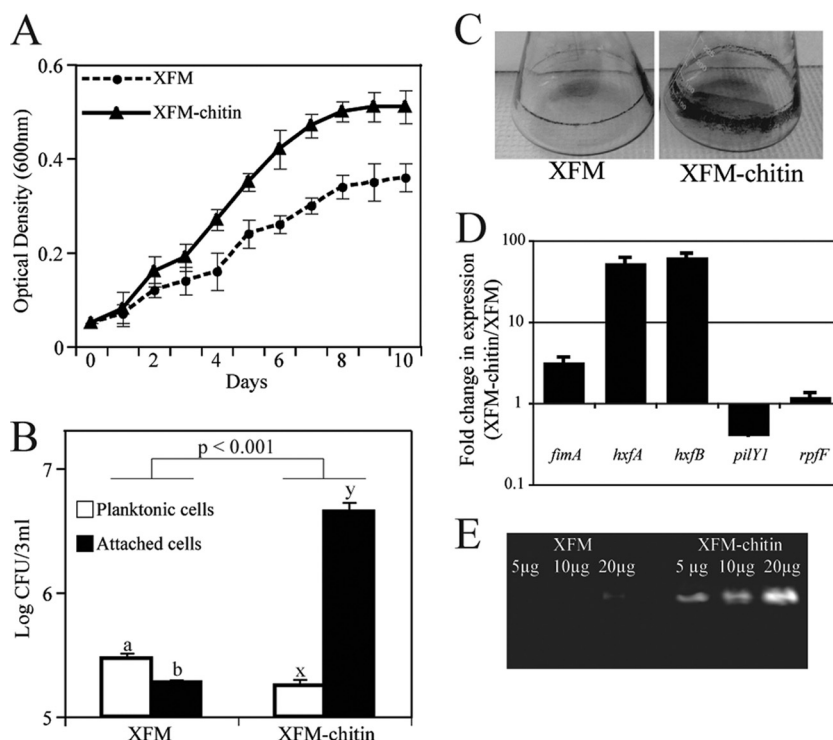 A
0.6
0.4
0.2
0
Optical Density (600nm)
XFM
XFM-chitin
0 2 4 6 8 10
Days
B
7
6
5
Log CFU/3ml
p < 0.001
Planktonic cells
Attached cells
a
b
x
y
XFM
XFM-chitin
C
XFM
XFM-chitin
D
100
10
1
0.1
Fold change in expression
(XFM-chitin/XFM)
fimA hxfA hxfB pilY1 rpfF
E
XFM
5µg 10µg 20µg
XFM-chitin
5 µg 10µg 20µg